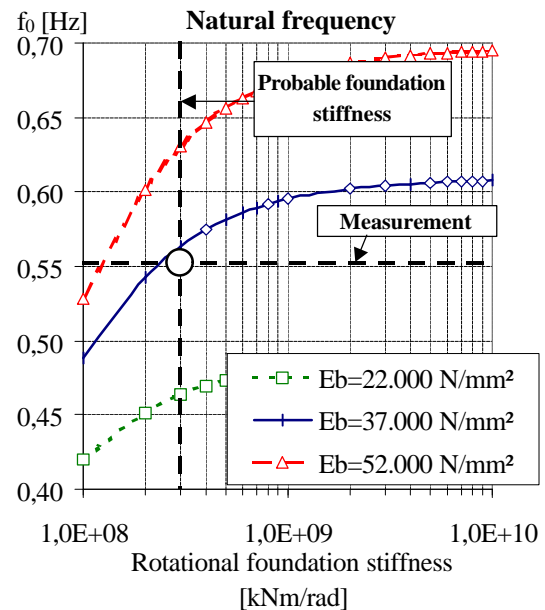 f₀ [Hz]
Natural frequency
0,70
0,65
0,60
0,55
0,50
0,45
0,40
Probable foundation
stiffness
Measurement
Eb=22.000 N/mm²
Eb=37.000 N/mm²
Eb=52.000 N/mm²
1,0E+08
1,0E+09
1,0E+10
Rotational foundation stiffness
[kNm/rad]